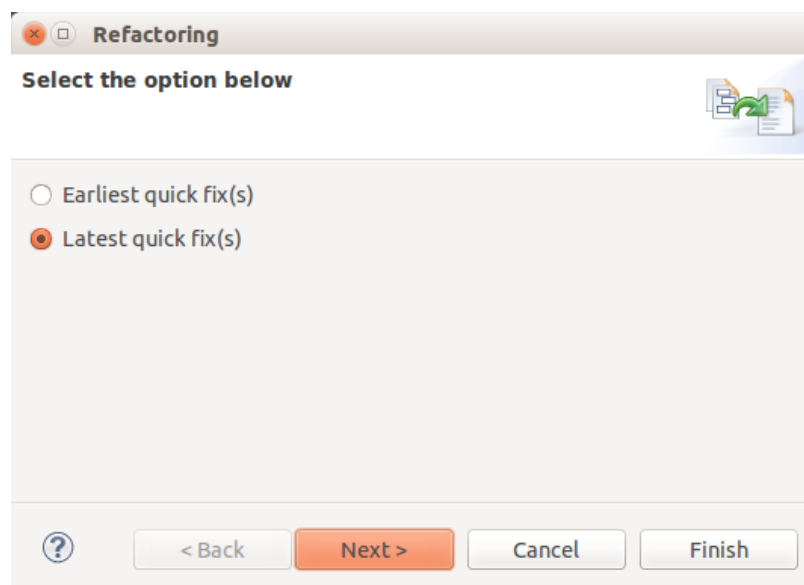 Refactoring
Select the option below
Earliest quick fix(s)
Latest quick fix(s)
? < Back Next > Cancel Finish